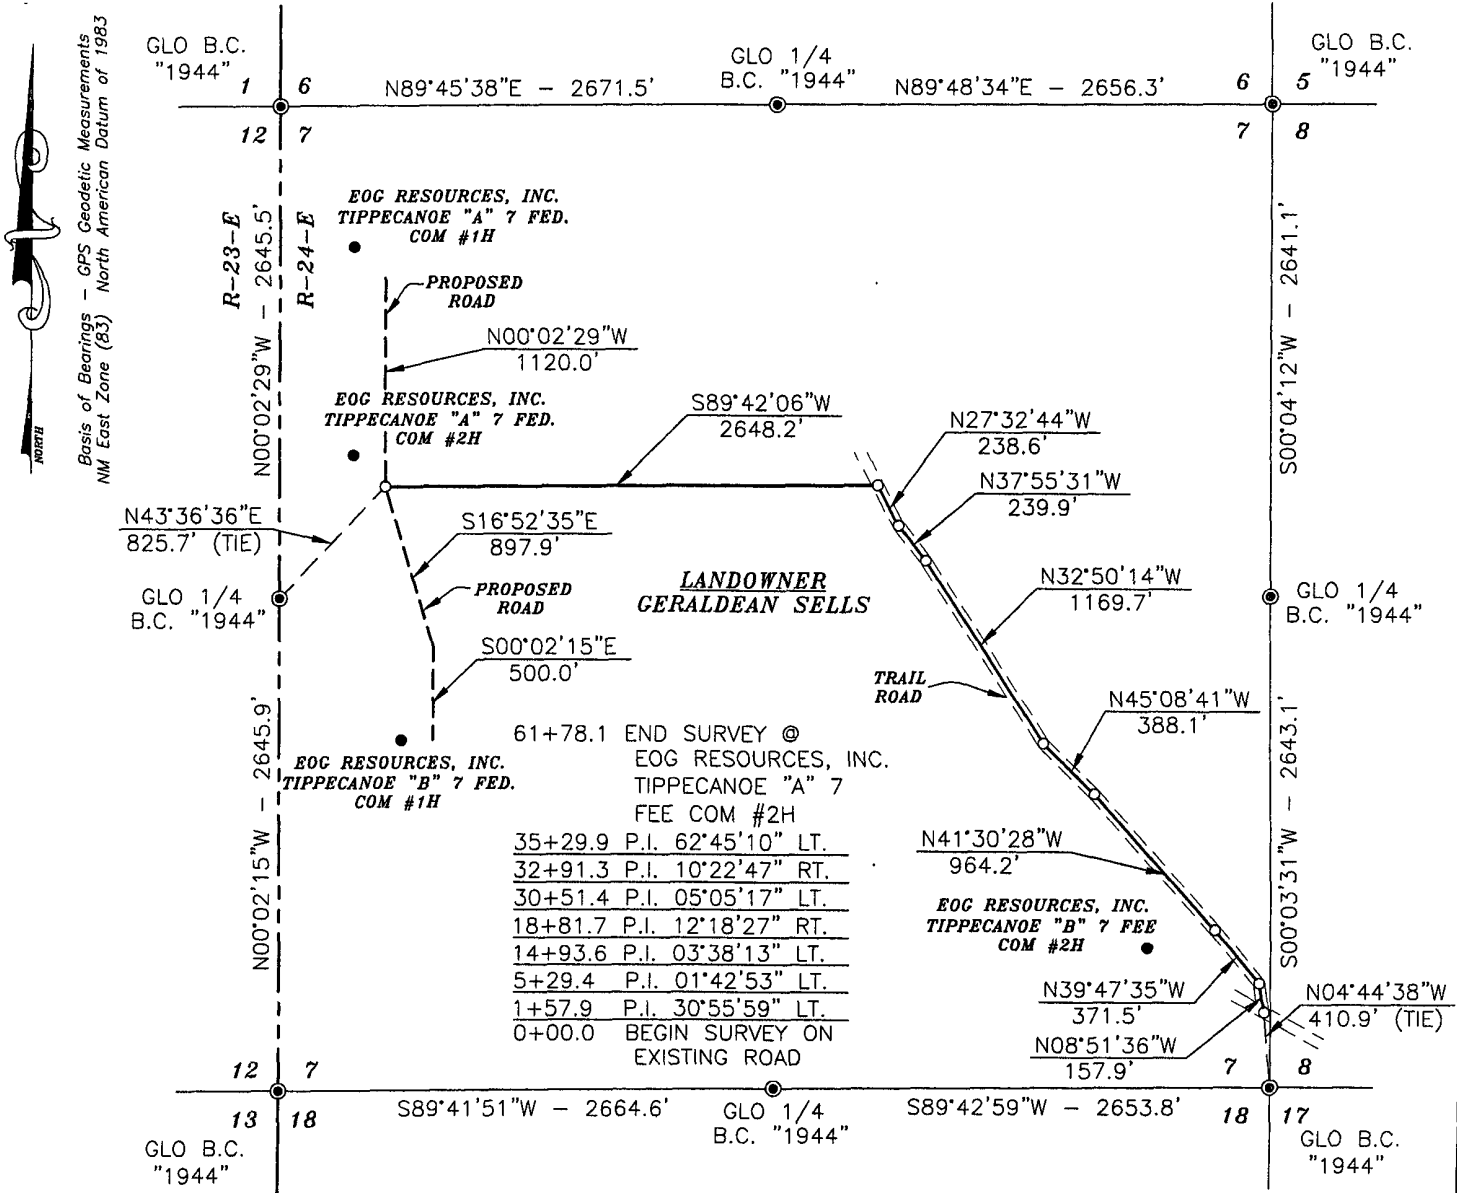 GLO B.C.
"1944"
1 6
N89°45'38"E – 2671.5'
GLO 1/4
B.C. "1944"
N89°48'34"E – 2656.3'
6 5
GLO B.C.
"1944"
12 7
7 8
NORTH
Basis of Bearings – GPS Geodetic Measurements
NM East Zone (83) North American Datum of 1983
R-23-E
N00°02'29"W – 2645.5'
R-24-E
EOG RESOURCES, INC.
TIPPECANOE "A" 7 FED.
COM #1H
PROPOSED
ROAD
N00°02'29"W
1120.0'
EOG RESOURCES, INC.
TIPPECANOE "A" 7 FED.
COM #2H
S89°42'06"W
2648.2'
N27°32'44"W
238.6'
N37°55'31"W
239.9'
S00°04'12"W – 2641.1'
N43°36'36"E
825.7' (TIE)
S16°52'35"E
897.9'
PROPOSED
ROAD
LANDOWNER
GERALDEAN SELLS
N32°50'14"W
1169.7'
GLO 1/4
B.C. "1944"
GLO 1/4
B.C. "1944"
S00°02'15"E
500.0'
TRAIL
ROAD
N45°08'41"W
388.1'
N00°02'15"W – 2645.9'
EOG RESOURCES, INC.
TIPPECANOE "B" 7 FED.
COM #1H
61+78.1 END SURVEY @
EOG RESOURCES, INC.
TIPPECANOE "A" 7
FEE COM #2H
35+29.9 P.I. 62°45'10" LT.
32+91.3 P.I. 10°22'47" RT.
30+51.4 P.I. 05°05'17" LT.
18+81.7 P.I. 12°18'27" RT.
14+93.6 P.I. 03°38'13" LT.
5+29.4 P.I. 01°42'53" LT.
1+57.9 P.I. 30°55'59" LT.
0+00.0 BEGIN SURVEY ON
EXISTING ROAD
N41°30'28"W
964.2'
S00°03'31"W – 2643.1'
EOG RESOURCES, INC.
TIPPECANOE "B" 7 FEE
COM #2H
N39°47'35"W
371.5'
N08°51'36"W
157.9'
N04°44'38"W
410.9' (TIE)
12 7
7 8
13 18
S89°41'51"W – 2664.6'
GLO 1/4
B.C. "1944"
S89°42'59"W – 2653.8'
18 17
GLO B.C.
"1944"
GLO B.C.
"1944"